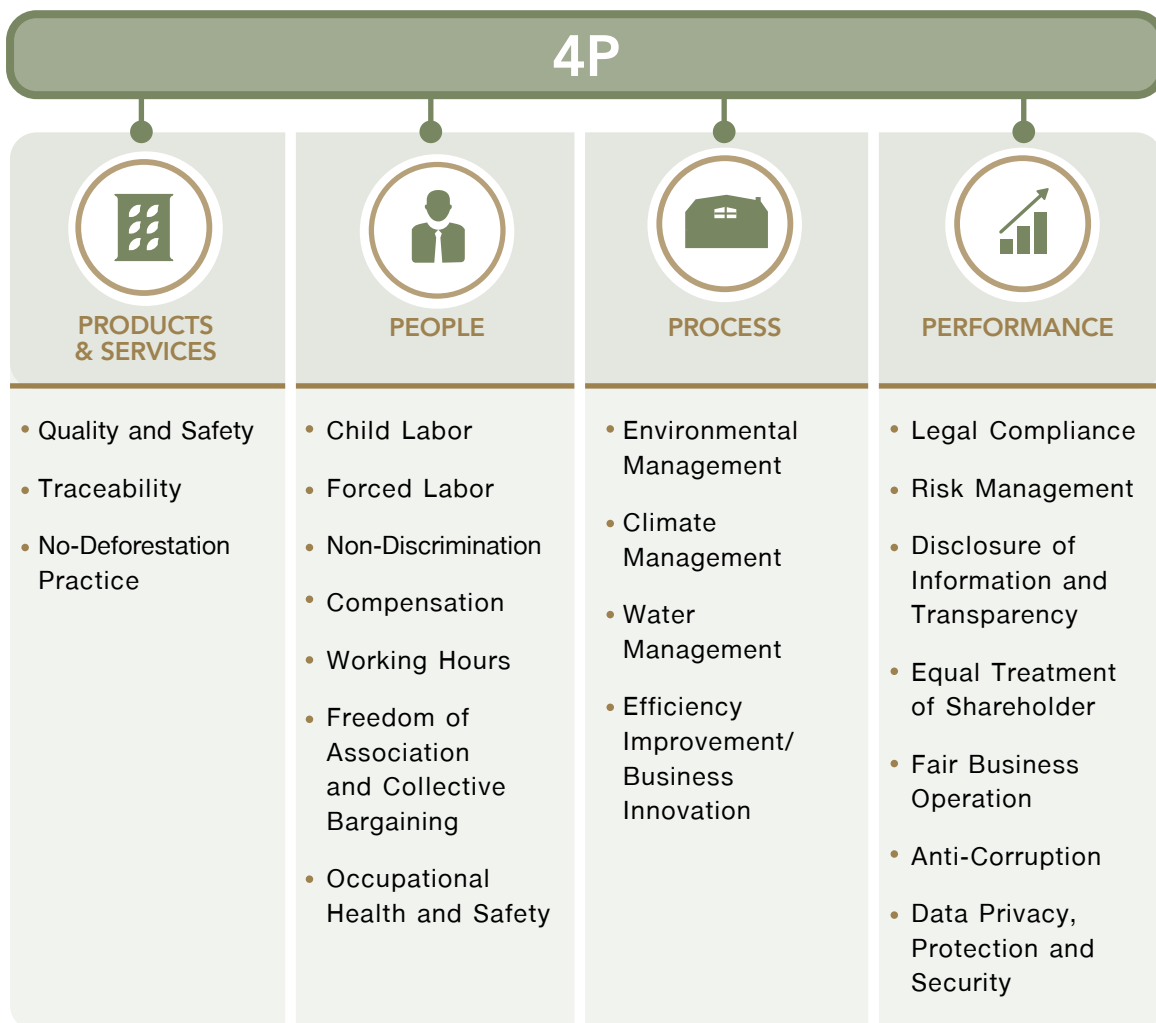 4P
PRODUCTS
& SERVICES
• Quality and Safety
• Traceability
• No-Deforestation
Practice
PEOPLE
• Child Labor
• Forced Labor
• Non-Discrimination
• Compensation
• Working Hours
• Freedom of
Association
and Collective
Bargaining
• Occupational
Health and Safety
PROCESS
• Environmental
Management
• Climate
Management
• Water
Management
• Efficiency
Improvement/
Business
Innovation
PERFORMANCE
• Legal Compliance
• Risk Management
• Disclosure of
Information and
Transparency
• Equal Treatment
of Shareholder
• Fair Business
Operation
• Anti-Corruption
• Data Privacy,
Protection and
Security